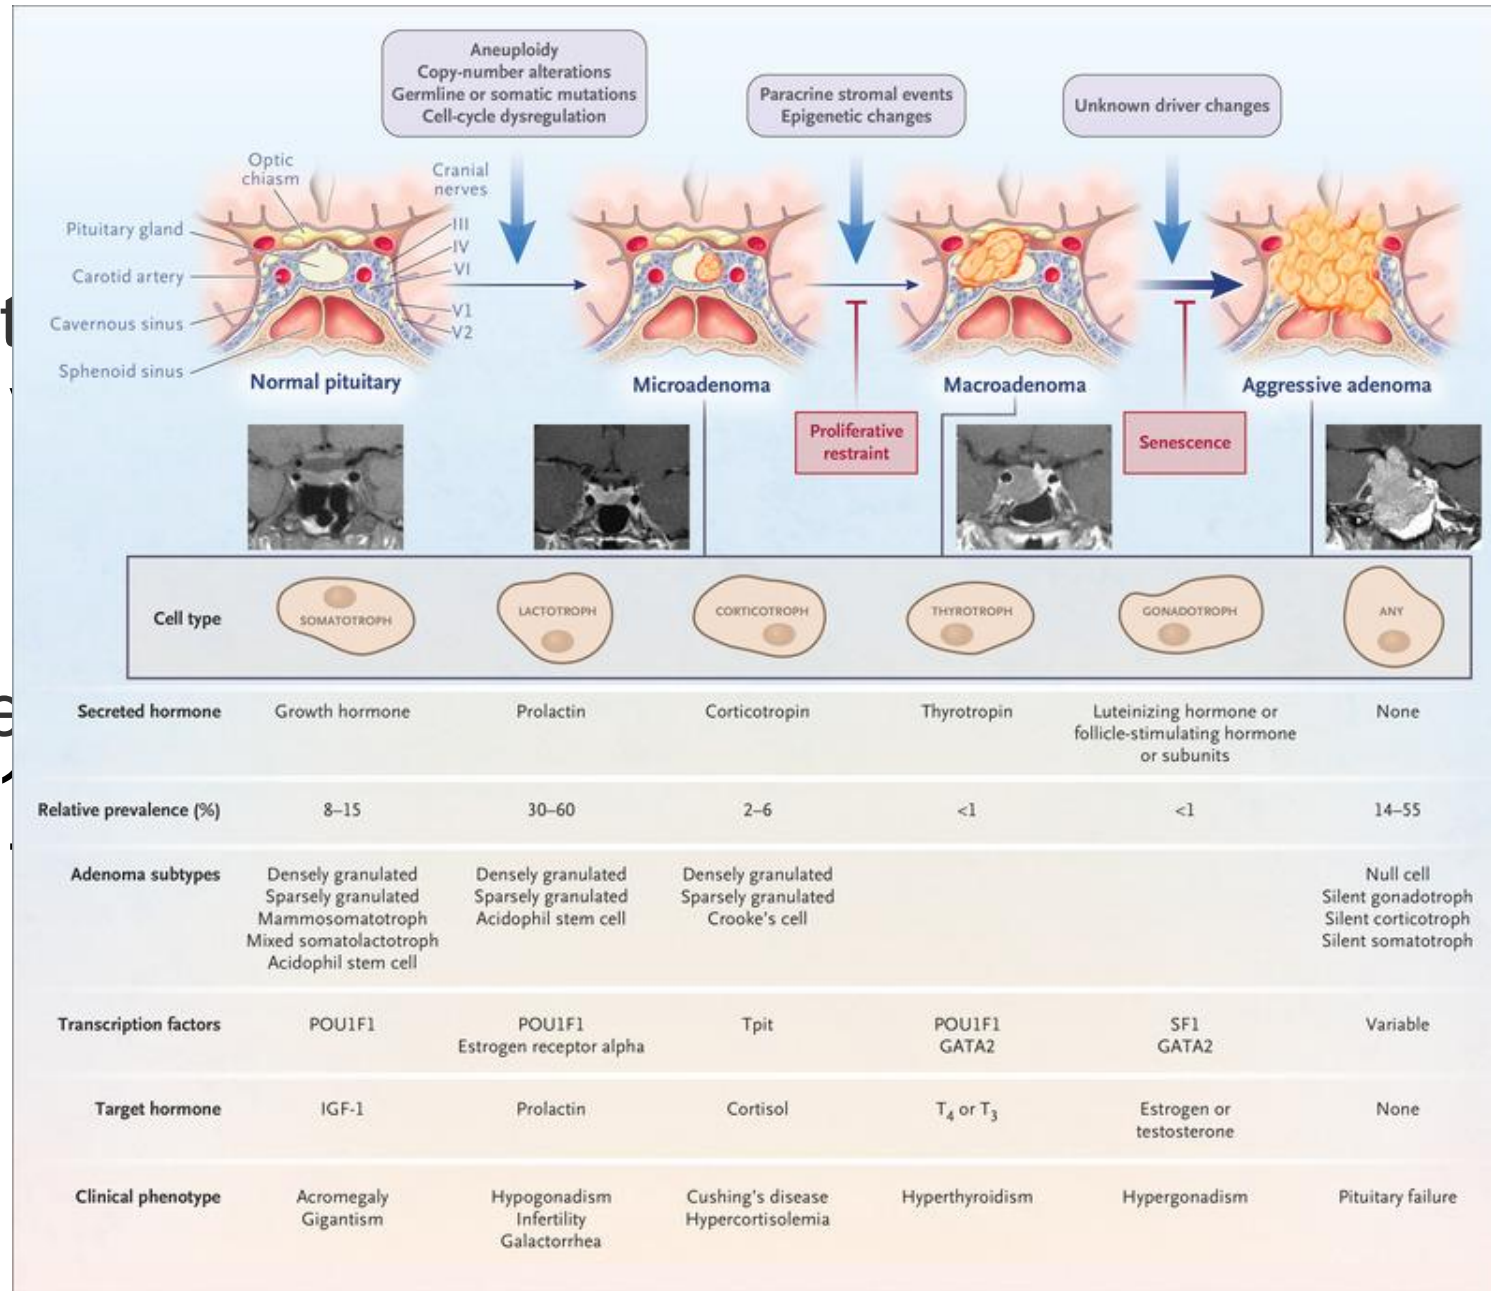 Aneuploidy
Copy-number alterations
Germline or somatic mutations
Cell-cycle dysregulation
Paracrine stromal events
Epigenetic changes
Unknown driver changes
Optic
chiasm
Cranial
nerves
Pituitary gland
Carotid artery
Cavernous sinus
Sphenoid sinus
III
IV
VI
V1
V2
Normal pituitary
Microadenoma
Macroadenoma
Aggressive adenoma
Proliferative
restraint
Senescence
Cell type
SOMATOTROPH
LACTOTROPH
CORTICOTROPH
THYROTROPH
GONADOTROPH
ANY
Secreted hormone
Growth hormone
Prolactin
Corticotropin
Thyrotropin
Luteinizing hormone or
follicle-stimulating hormone
or subunits
None
Relative prevalence (%)
8–15
30–60
2–6
<1
<1
14–55
Adenoma subtypes
Densely granulated
Sparsely granulated
Mammosomatotroph
Mixed somatolactotroph
Acidophil stem cell
Densely granulated
Sparsely granulated
Acidophil stem cell
Densely granulated
Sparsely granulated
Crooke's cell
Null cell
Silent gonadotroph
Silent corticotroph
Silent somatotroph
Transcription factors
POU1F1
POU1F1
Estrogen receptor alpha
Tpit
POU1F1
GATA2
SF1
GATA2
Variable
Target hormone
IGF-1
Prolactin
Cortisol
T4 or T3
Estrogen or
testosterone
None
Clinical phenotype
Acromegaly
Gigantism
Hypogonadism
Infertility
Galactorrhea
Cushing's disease
Hypercortisolemia
Hyperthyroidism
Hypergonadism
Pituitary failure